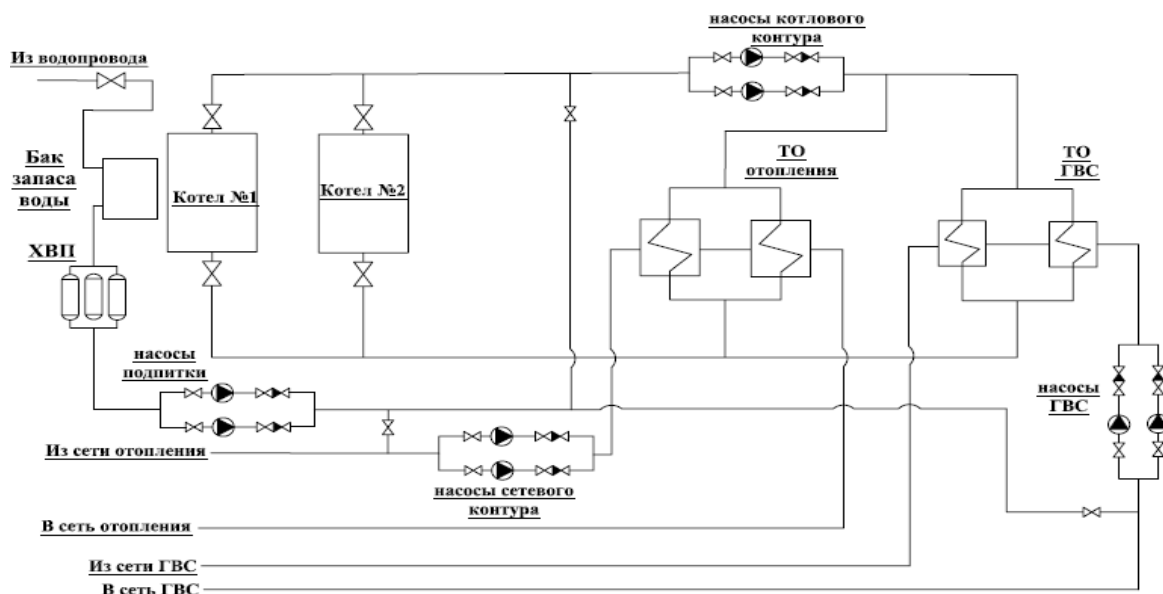 насосы котлового
контура
Из водопровода
Бак
запаса
воды
Котел №1
Котел №2
ТО
отопления
ТО
ГВС
ХВП
насосы
подпитки
насосы
ГВС
Из сети отопления
насосы сетевого
контура
В сеть отопления
Из сети ГВС
В сеть ГВС